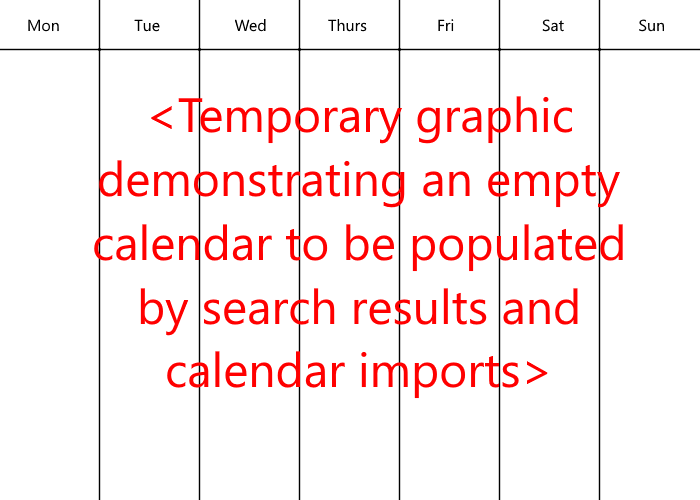 Mon Tue Wed Thurs Fri Sat Sun
<Temporary graphic
demonstrating an empty
calendar to be populated
by search results and
calendar imports>